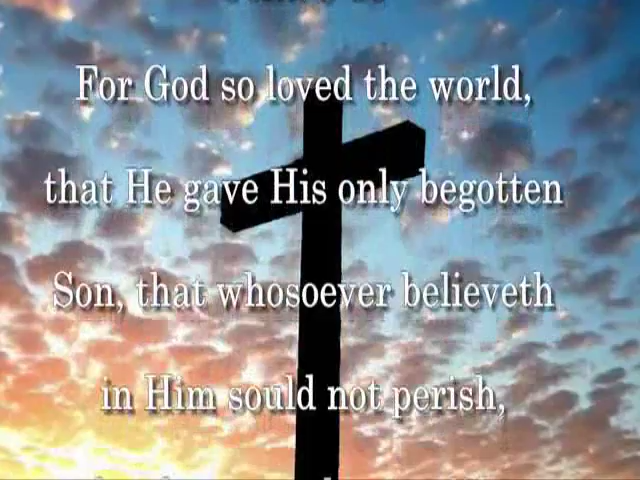 For God so loved the world,
that He gave His only begotten
Son, that whosoever believeth
in Him sould not perish,